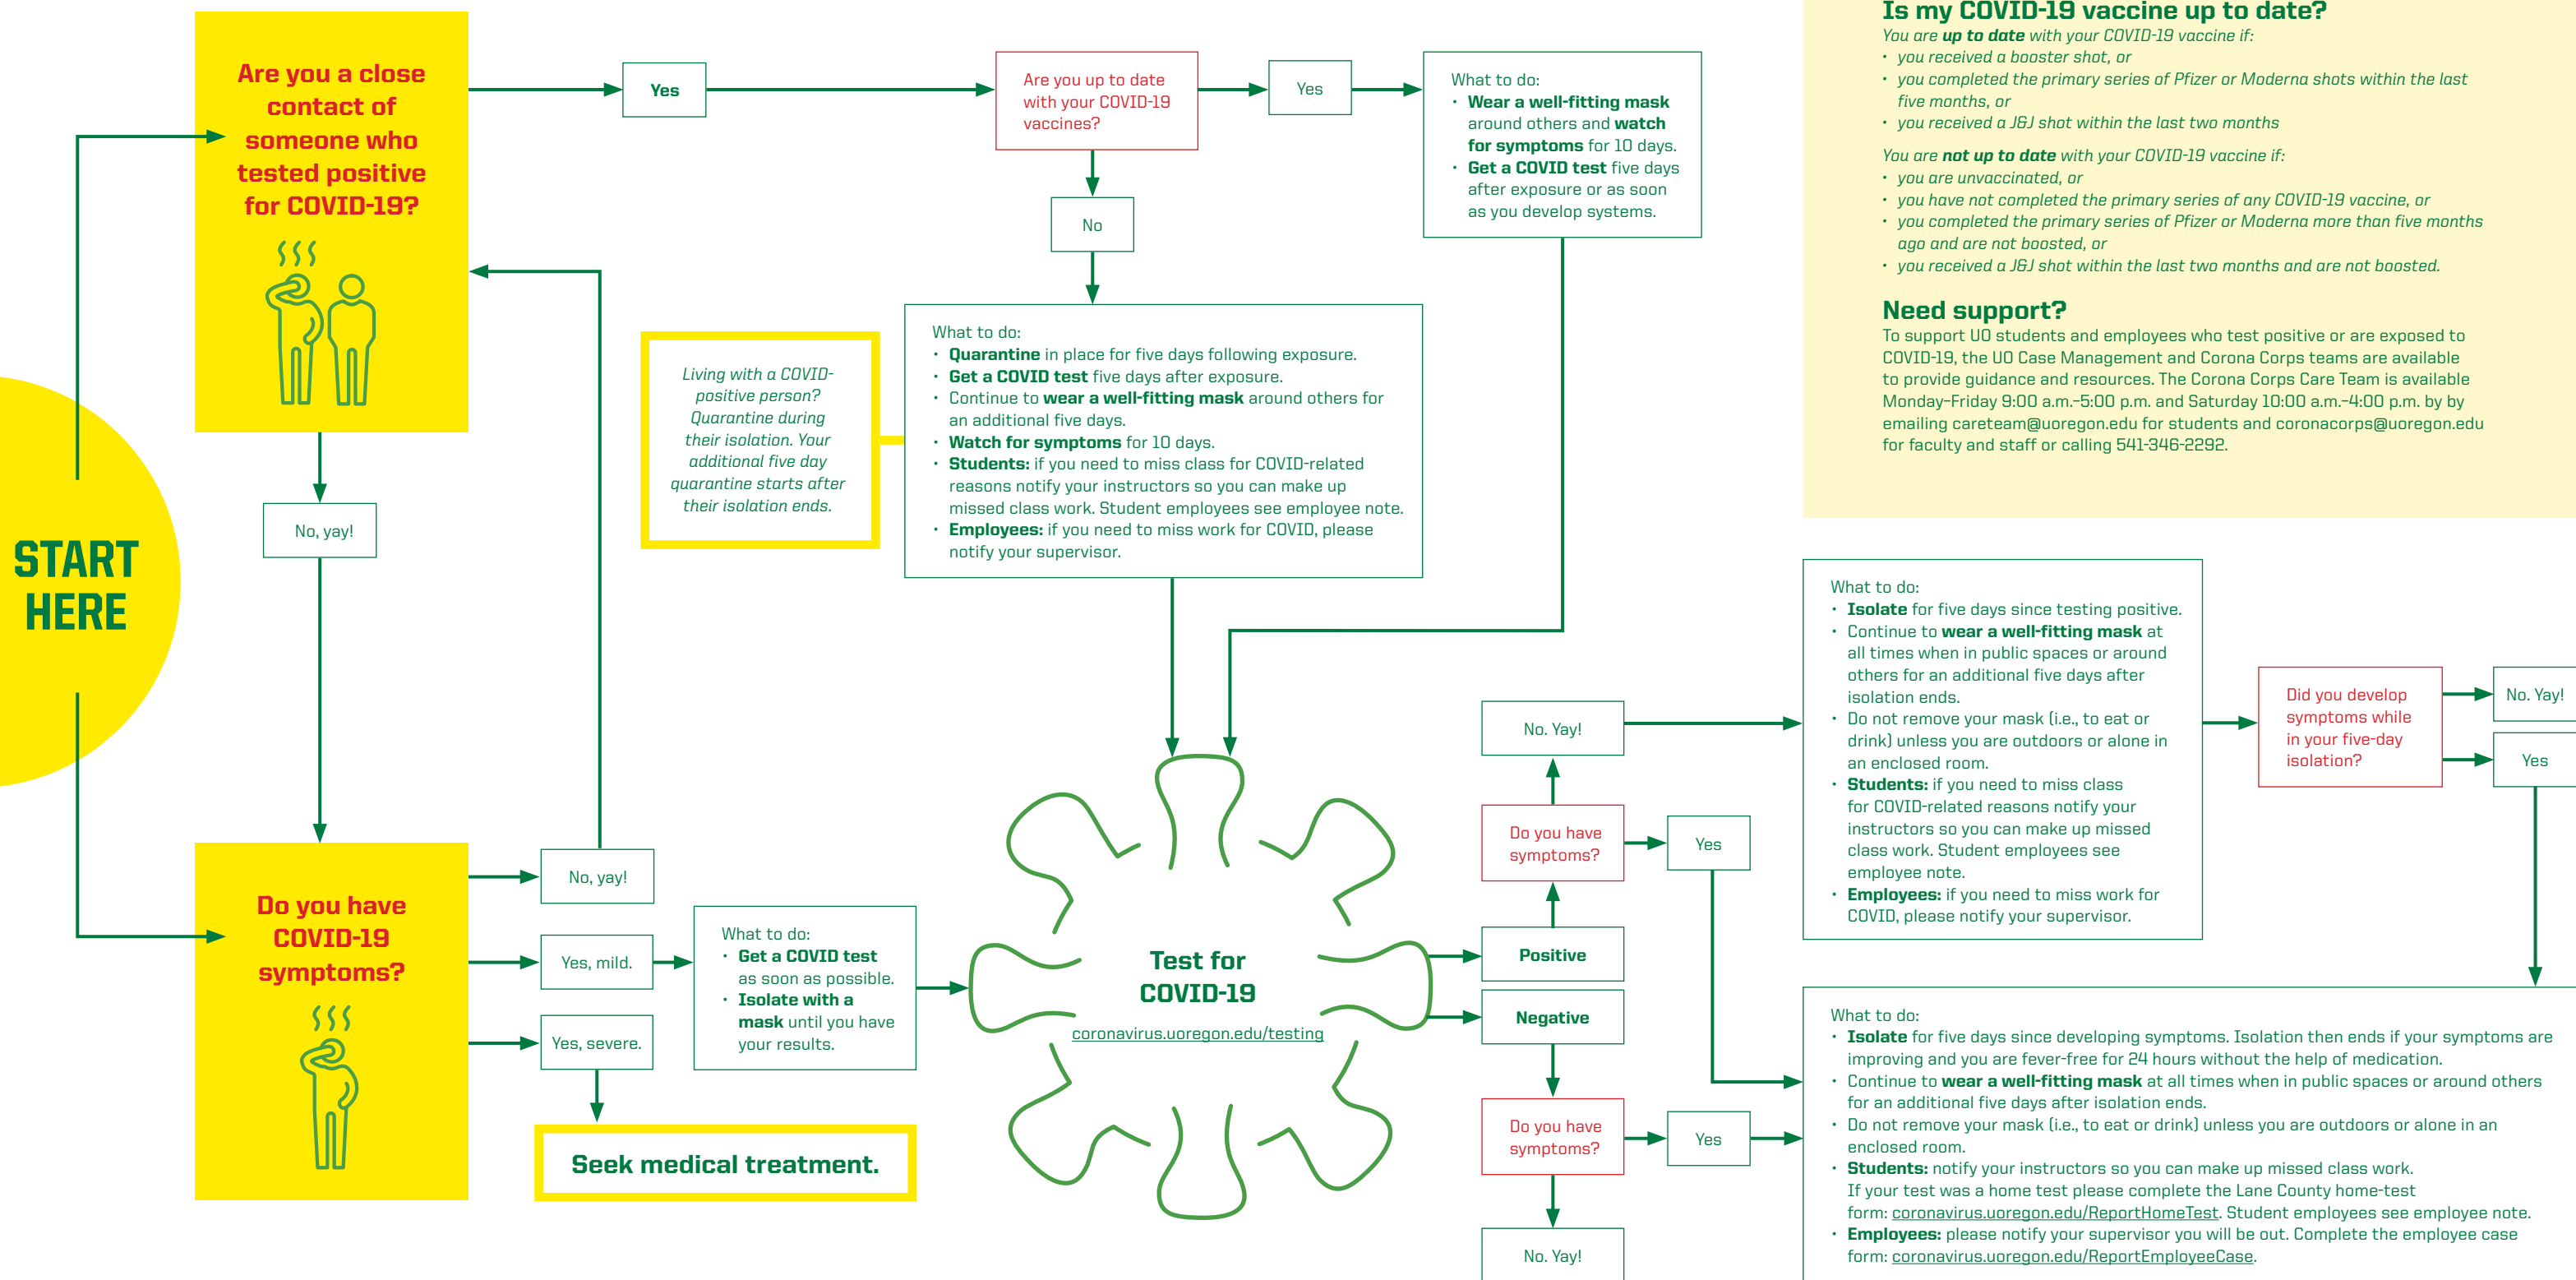 START
HERE
Are you a close
contact of
someone who
tested positive
for COVID-19?
Yes
Are you up to date
with your COVID-19
vaccines?
Yes
What to do:
• Wear a well-fitting mask
around others and watch
for symptoms for 10 days.
• Get a COVID test five days
after exposure or as soon
as you develop systems.
No
What to do:
• Quarantine in place for five days following exposure.
• Get a COVID test five days after exposure.
• Continue to wear a well-fitting mask around others for
an additional five days.
• Watch for symptoms for 10 days.
• Students: if you need to miss class for COVID-related
reasons notify your instructors so you can make up
missed class work. Student employees see employee note.
• Employees: if you need to miss work for COVID, please
notify your supervisor.
Living with a COVID-
positive person?
Quarantine during
their isolation. Your
additional five day
quarantine starts after
their isolation ends.
No, yay!
Do you have
COVID-19
symptoms?
No, yay!
Yes, mild.
Yes, severe.
What to do:
• Get a COVID test
as soon as possible.
• Isolate with a
mask until you have
your results.
Seek medical treatment.
Test for
COVID-19
coronavirus.uoregon.edu/testing
Positive
Do you have
symptoms?
No. Yay!
Yes
Negative
Do you have
symptoms?
Yes
No. Yay!
What to do:
• Isolate for five days since testing positive.
• Continue to wear a well-fitting mask at
all times when in public spaces or around
others for an additional five days after
isolation ends.
• Do not remove your mask (i.e., to eat or
drink) unless you are outdoors or alone in
an enclosed room.
• Students: if you need to miss class
for COVID-related reasons notify your
instructors so you can make up missed
class work. Student employees see
employee note.
• Employees: if you need to miss work for
COVID, please notify your supervisor.
Did you develop
symptoms while
in your five-day
isolation?
No. Yay!
Yes
What to do:
• Isolate for five days since developing symptoms. Isolation then ends if your symptoms are
improving and you are fever-free for 24 hours without the help of medication.
• Continue to wear a well-fitting mask at all times when in public spaces or around others
for an additional five days after isolation ends.
• Do not remove your mask (i.e., to eat or drink) unless you are outdoors or alone in an
enclosed room.
• Students: notify your instructors so you can make up missed class work.
If your test was a home test please complete the Lane County home-test
form: coronavirus.uoregon.edu/ReportHomeTest. Student employees see employee note.
• Employees: please notify your supervisor you will be out. Complete the employee case
form: coronavirus.uoregon.edu/ReportEmployeeCase.
Is my COVID-19 vaccine up to date?
You are up to date with your COVID-19 vaccine if:
• you received a booster shot, or
• you completed the primary series of Pfizer or Moderna shots within the last
five months, or
• you received a J&J shot within the last two months
You are not up to date with your COVID-19 vaccine if:
• you are unvaccinated, or
• you have not completed the primary series of any COVID-19 vaccine, or
• you completed the primary series of Pfizer or Moderna more than five months
ago and are not boosted, or
• you received a J&J shot within the last two months and are not boosted.
Need support?
To support UO students and employees who test positive or are exposed to
COVID-19, the UO Case Management and Corona Corps teams are available
to provide guidance and resources. The Corona Corps Care Team is available
Monday–Friday 9:00 a.m.–5:00 p.m. and Saturday 10:00 a.m.–4:00 p.m. by by
emailing careteam@uoregon.edu for students and coronacorps@uoregon.edu
for faculty and staff or calling 541-346-2292.